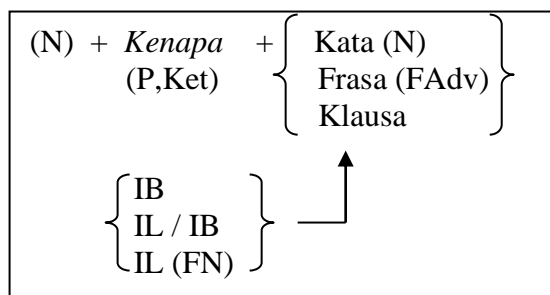 (N) + Kenapa + Kata (N)
(P,Ket) Frasa (FAdv)
Klausa
IB
IL / IB
IL (FN)